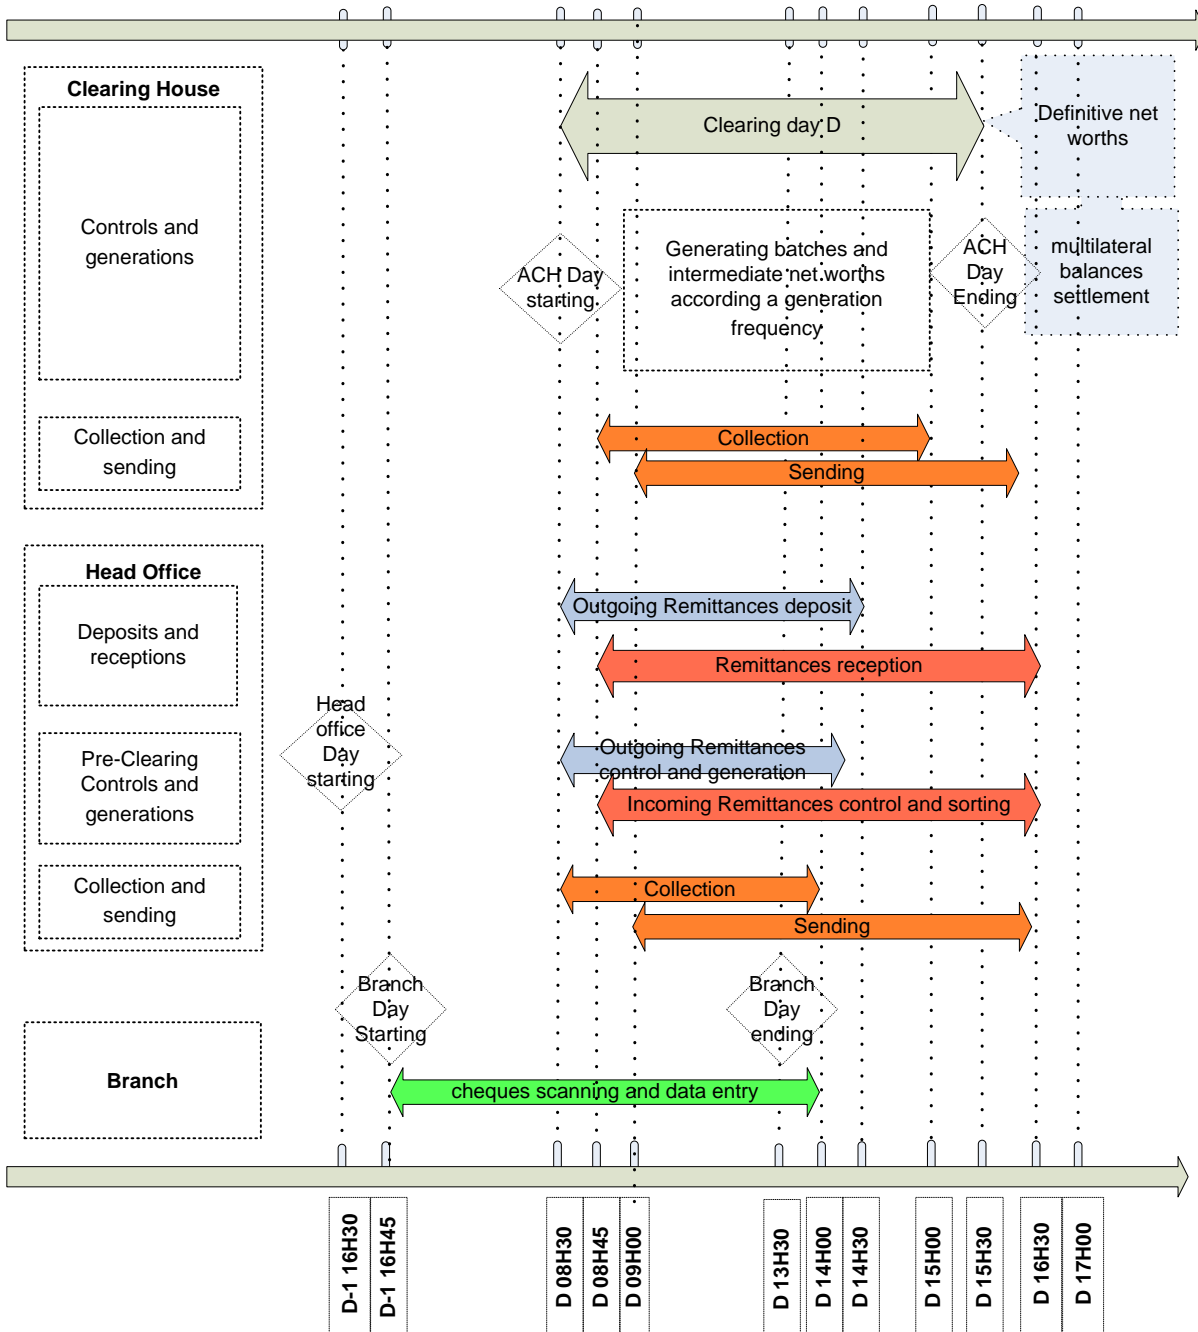 Clearing House
Controls and
generations
Collection and
sending
Clearing day D
Definitive net
worths
ACH Day
starting
Generating batches and
intermediate net worths
according a generation
frequency
ACH
Day
Ending
multilateral
balances
settlement
Collection
Sending
Head Office
Deposits and
receptions
Outgoing Remittances deposit
Remittances reception
Head
office
Day
starting
Pre-Clearing
Controls and
generations
Outgoing Remittances
control and generation
Incoming Remittances control and sorting
Collection and
sending
Collection
Sending
Branch
Day
Starting
Branch
Day
ending
Branch
cheques scanning and data entry
D-1 16H30
D-1 16H45
D 08H30
D 08H45
D 09H00
D 13H30
D 14H00
D 14H30
D 15H00
D 15H30
D 16H30
D 17H00